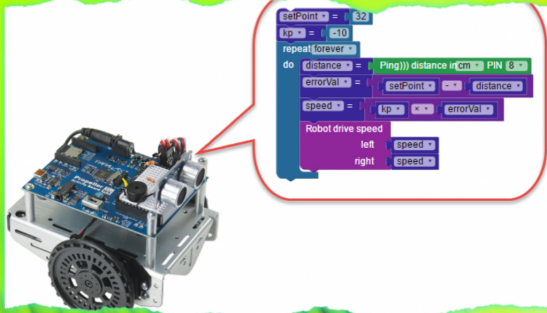 setPoint = 32
kp = -10
repeat forever
do distance = Ping))) distance in cm PIN 8
errorVal = setPoint - distance
speed = kp × errorVal
Robot drive speed
left speed
right speed
Propeller